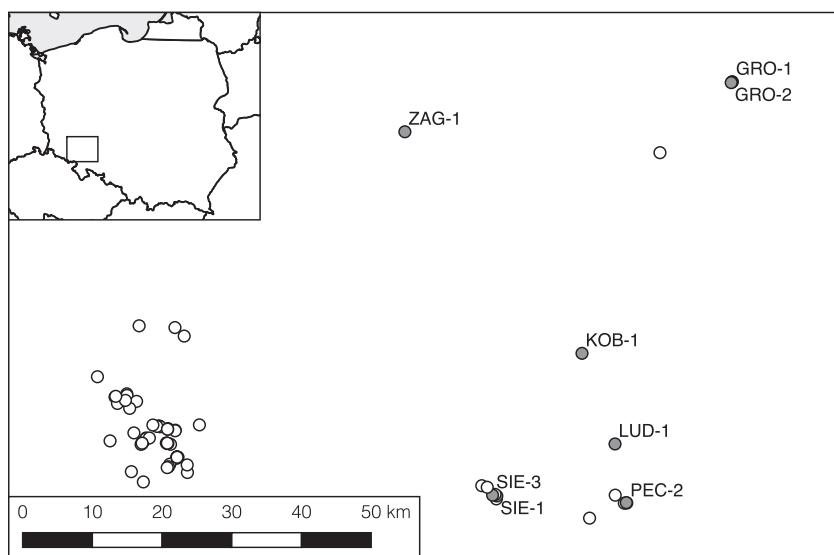 GRO-1
GRO-2
ZAG-1
KOB-1
LUD-1
SIE-3
PEC-2
SIE-1
0 10 20 30 40 50 km